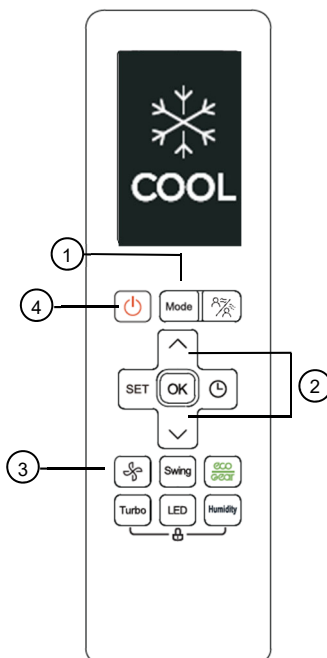 COOL
1
4
Mode
SET
OK
2
3
Swing
eco
gear
Turbo
LED
Humidity